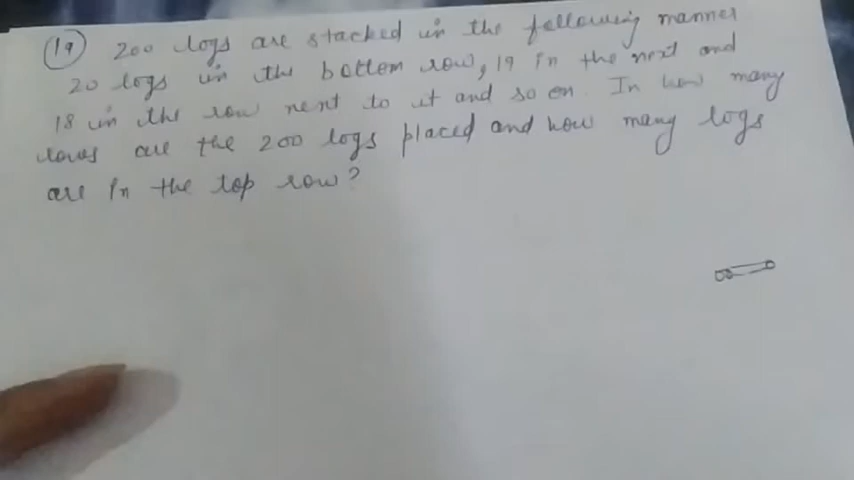 (19) 200 logs are stacked in the following manner
20 logs in the bottom row, 19 in the next and
18 in the row next to it and so on. In how many
rows are the 200 logs placed and how many logs
are in the top row?